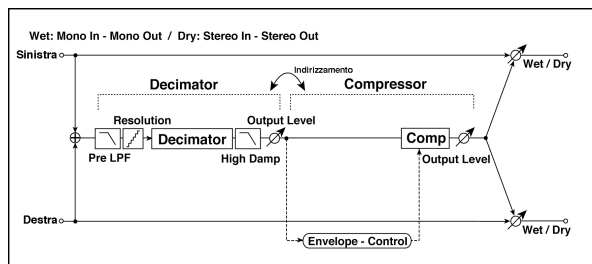 Wet: Mono In - Mono Out / Dry: Stereo In - Stereo Out
Sinistra
Wet / Dry
Indirizzamento
Decimator
Compressor
Resolution
Output Level
Decimator
Comp
Pre LPF
High Damp
Output Level
Destra
Wet / Dry
Envelope - Control